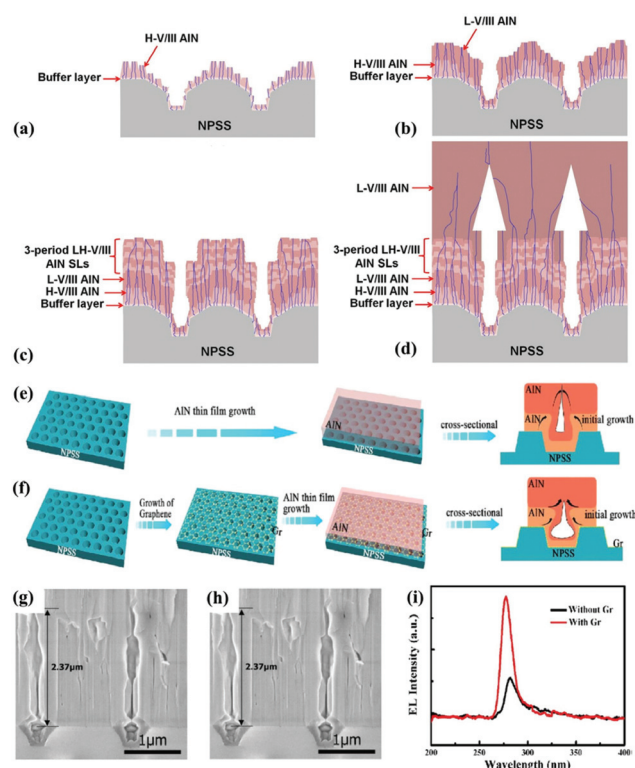 H-V/III AlN
Buffer layer
NPSS
(a)
L-V/III AlN
H-V/III AlN
Buffer layer
NPSS
(b)
3-period LH-V/III
AlN SLs
L-V/III AlN
H-V/III AlN
Buffer layer
NPSS
(c)
L-V/III AlN
3-period LH-V/III
AlN SLs
L-V/III AlN
H-V/III AlN
Buffer layer
NPSS
(d)
(e)
NPSS
AlN thin film growth
AlN
NPSS
cross-sectional
AlN
AlN
initial growth
NPSS
(f)
NPSS
Growth of
Graphene
Gr
NPSS
AlN thin film
growth
AlN
Gr
NPSS
cross-sectional
AlN
AlN
initial growth
NPSS
Gr
(g)
2.37μm
1μm
(h)
2.37μm
1μm
(i)
EL Intensity (a.u.)
Without Gr
With Gr
200 250 300 350 400
Wavelength (nm)